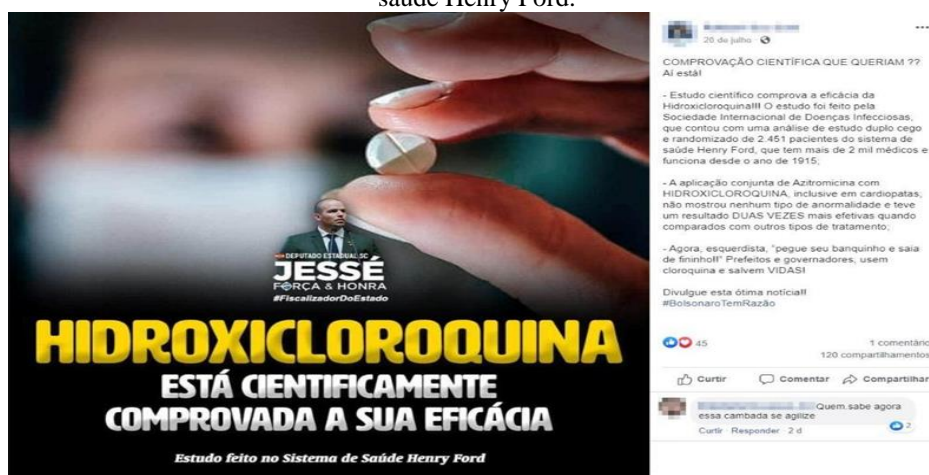 saúde Henry Ford.
DEPUTADO ESTADUAL SC
JESSÉ
FORÇA & HONRA
#FiscalizadorDoEstado
HIDROXICLOROQUINA
ESTÁ CIENTIFICAMENTE
COMPROVADA A SUA EFICÁCIA
Estudo feito no Sistema de Saúde Henry Ford
26 de julho
COMPROVAÇÃO CIENTÍFICA QUE QUERIAM ??
Aí está!
- Estudo científico comprova a eficácia da
Hidroxicloroquina!!! O estudo foi feito pela
Sociedade Internacional de Doenças Infecciosas,
que contou com uma análise de estudo duplo cego
e randomizado de 2.451 pacientes do sistema de
saúde Henry Ford, que tem mais de 2 mil médicos e
funciona desde o ano de 1915;
- A aplicação conjunta de Azitromicina com
HIDROXICLOROQUINA, inclusive em cardiopatas,
não mostrou nenhum tipo de anormalidade e teve
um resultado DUAS VEZES mais efetivas quando
comparados com outros tipos de tratamento;
- Agora, esquerdista, "pegue seu banquinho e saia
de fininho!!" Prefeitos e governadores, usem
cloroquina e salvem VIDAS!
Divulgue esta ótima notícia!!
#BolsonaroTemRazão
45
1 comentário
120 compartilhamentos
Curtir Comentar Compartilhar
Quem sabe agora
essa cambada se agilize
Curtir Responder 2 d
2